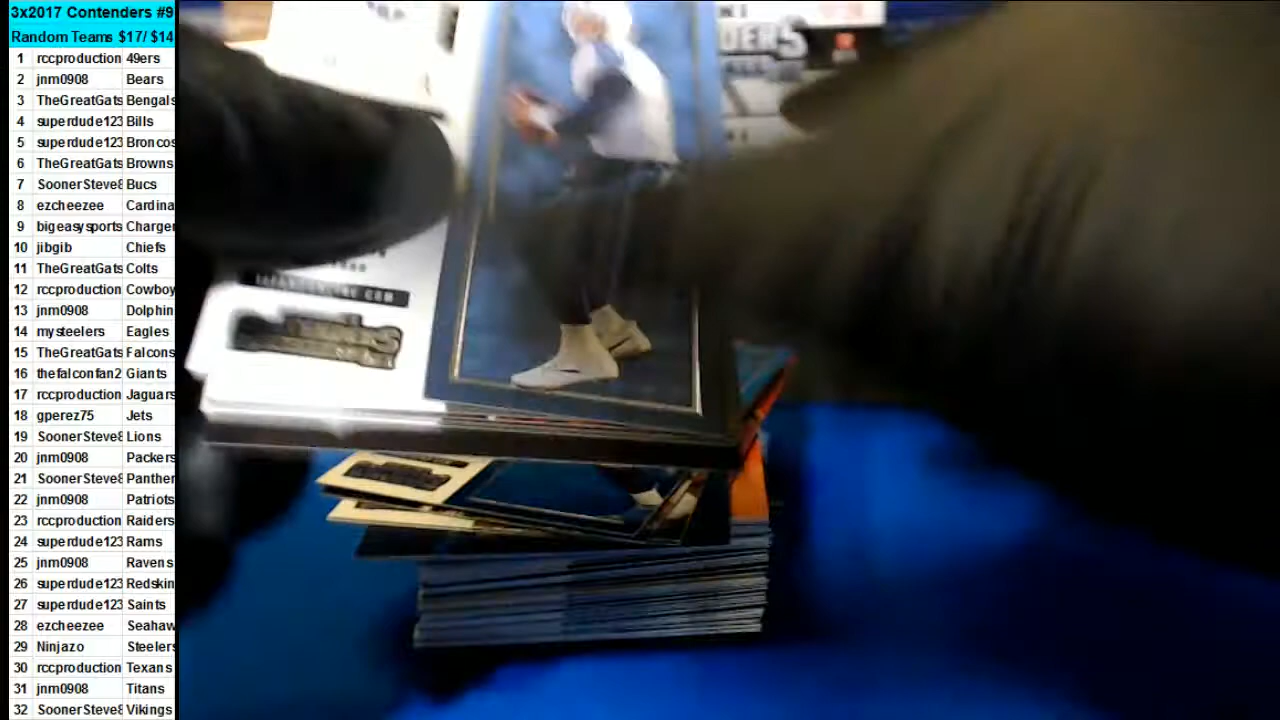 3x2017 Contenders #9
Random Teams $17/ $14
1 rccproduction 49ers
2 jnm0908 Bears
3 TheGreatGats Bengals
4 superdude123 Bills
5 superdude123 Broncos
6 TheGreatGats Browns
7 SoonerSteve8 Bucs
8 ezcheezee Cardina
9 bigeasysports Charger
10 jibgib Chiefs
11 TheGreatGats Colts
12 rccproduction Cowboy
13 jnm0908 Dolphin
14 mysteelers Eagles
15 TheGreatGats Falcons
16 thefalconfan2 Giants
17 rccproduction Jaguars
18 gperez75 Jets
19 SoonerSteve8 Lions
20 jnm0908 Packers
21 SoonerSteve8 Panther
22 jnm0908 Patriots
23 rccproduction Raiders
24 superdude123 Rams
25 jnm0908 Ravens
26 superdude123 Redskin
27 superdude123 Saints
28 ezcheezee Seahaw
29 Ninjazo Steelers
30 rccproduction Texans
31 jnm0908 Titans
32 SoonerSteve8 Vikings